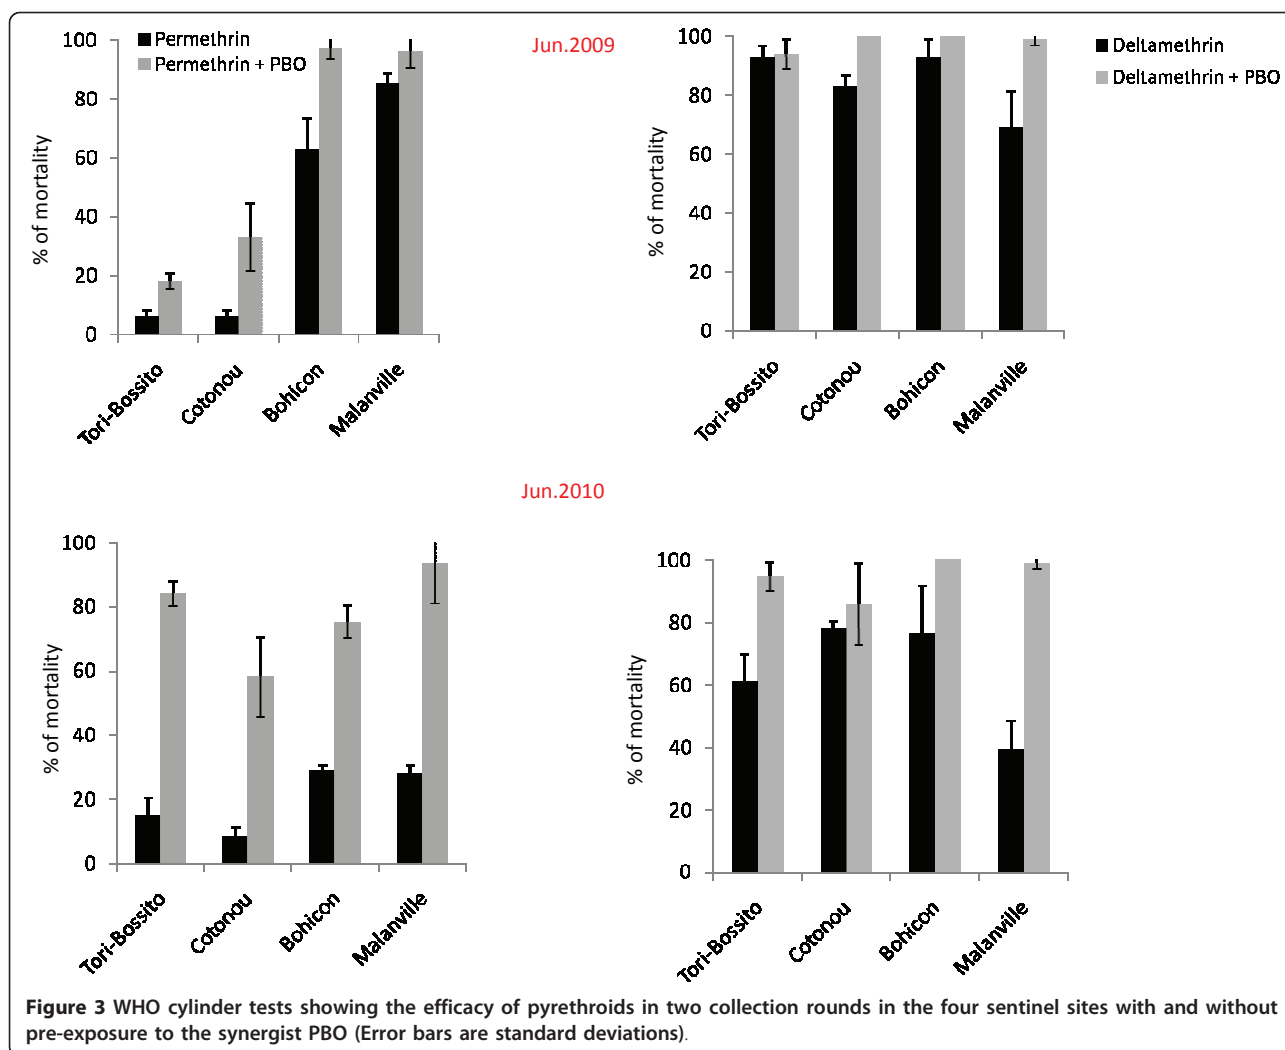 Permethrin
Permethrin + PBO
Jun.2009
Deltamethrin
Deltamethrin + PBO
% of mortality
100
80
60
40
20
0
Tori-Bossito
Cotonou
Bohicon
Malanville
% of mortality
100
80
60
40
20
0
Tori-Bossito
Cotonou
Bohicon
Malanville
Jun.2010
% of mortality
100
80
60
40
20
0
Tori-Bossito
Cotonou
Bohicon
Malanville
% of mortality
100
80
60
40
20
0
Tori-Bossito
Cotonou
Bohicon
Malanville
Figure 3 WHO cylinder tests showing the efficacy of pyrethroids in two collection rounds in the four sentinel sites with and without
pre-exposure to the synergist PBO (Error bars are standard deviations).